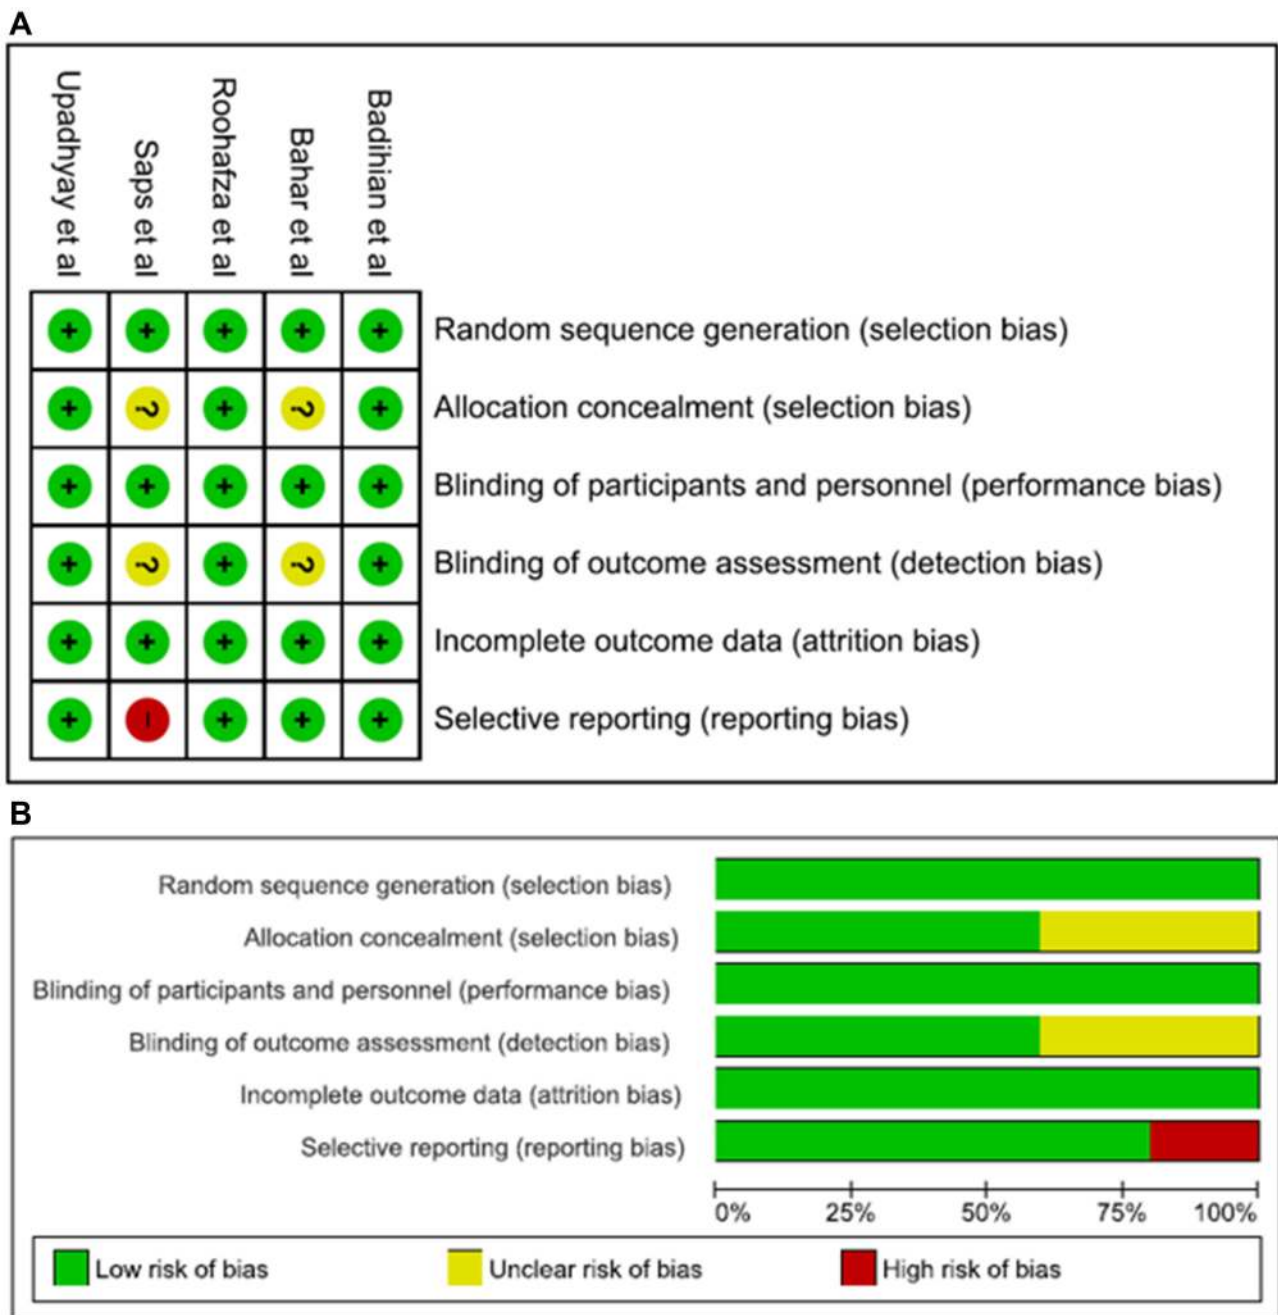 A
Upadhyay et al
Saps et al
Roohafza et al
Bahar et al
Badihian et al
+ + + + + Random sequence generation (selection bias)
+ ? + ? + Allocation concealment (selection bias)
+ + + + + Blinding of participants and personnel (performance bias)
+ ? + ? + Blinding of outcome assessment (detection bias)
+ + + + + Incomplete outcome data (attrition bias)
+ - + + + Selective reporting (reporting bias)
B
Random sequence generation (selection bias)
Allocation concealment (selection bias)
Blinding of participants and personnel (performance bias)
Blinding of outcome assessment (detection bias)
Incomplete outcome data (attrition bias)
Selective reporting (reporting bias)
0% 25% 50% 75% 100%
Low risk of bias Unclear risk of bias High risk of bias